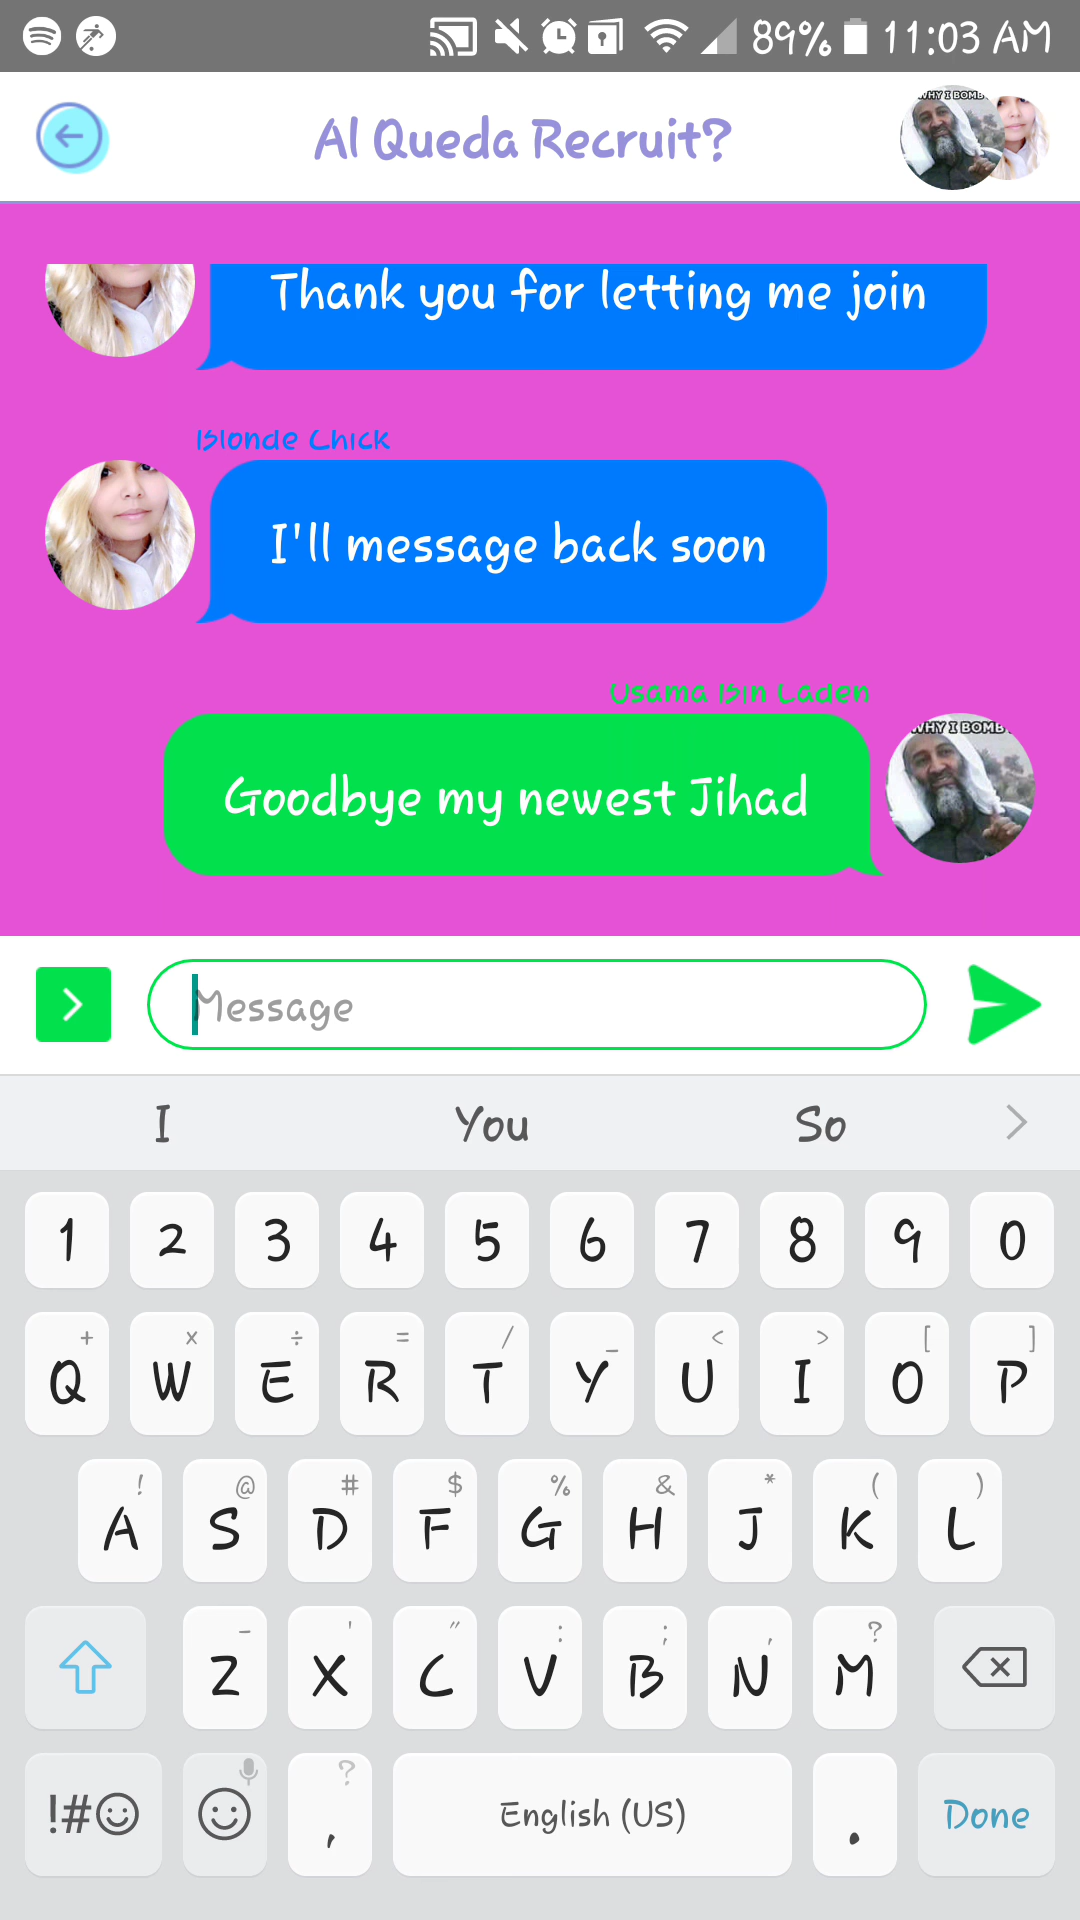 89% 11:03 AM
Al Queda Recruit?
WHY I BOMB
Thank you for letting me join
Blonde Chick
I'll message back soon
Usama Bin Laden
Goodbye my newest Jihad
WHY I BOMB
Message
I You So
1 2 3 4 5 6 7 8 9 0
+ × ÷ = / _ < > [ ]
Q W E R T Y U I O P
! @ # $ % & * ( )
A S D F G H J K L
- ' " : ; , ?
Z X C V B N M
?
!#☺ , English (US) . Done